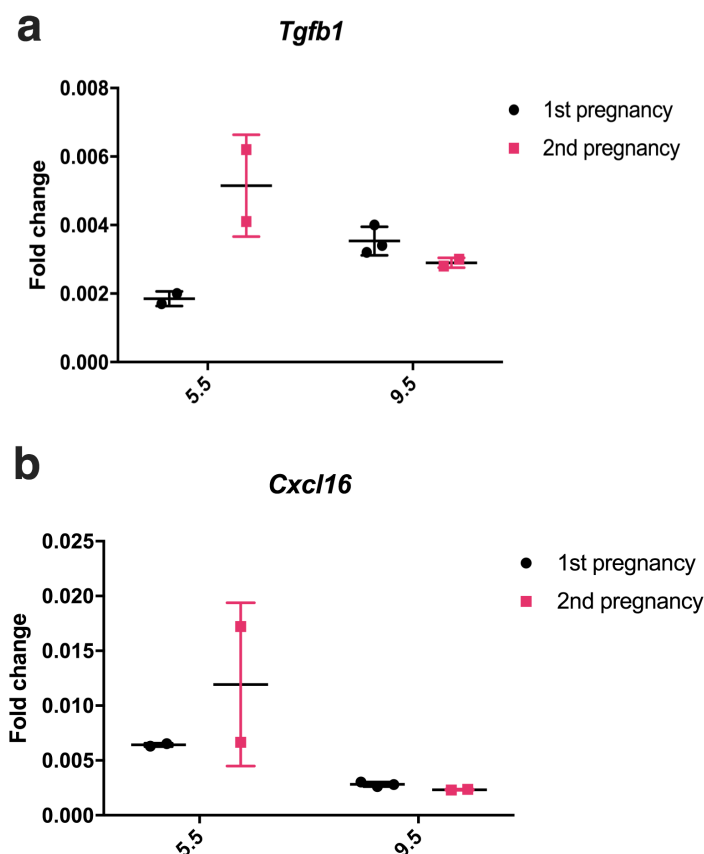 a
Tgfb1
0.008
0.006
0.004
0.002
0.000
Fold change
5.5
9.5
1st pregnancy
2nd pregnancy
b
Cxcl16
0.025
0.020
0.015
0.010
0.005
0.000
Fold change
5.5
9.5
1st pregnancy
2nd pregnancy